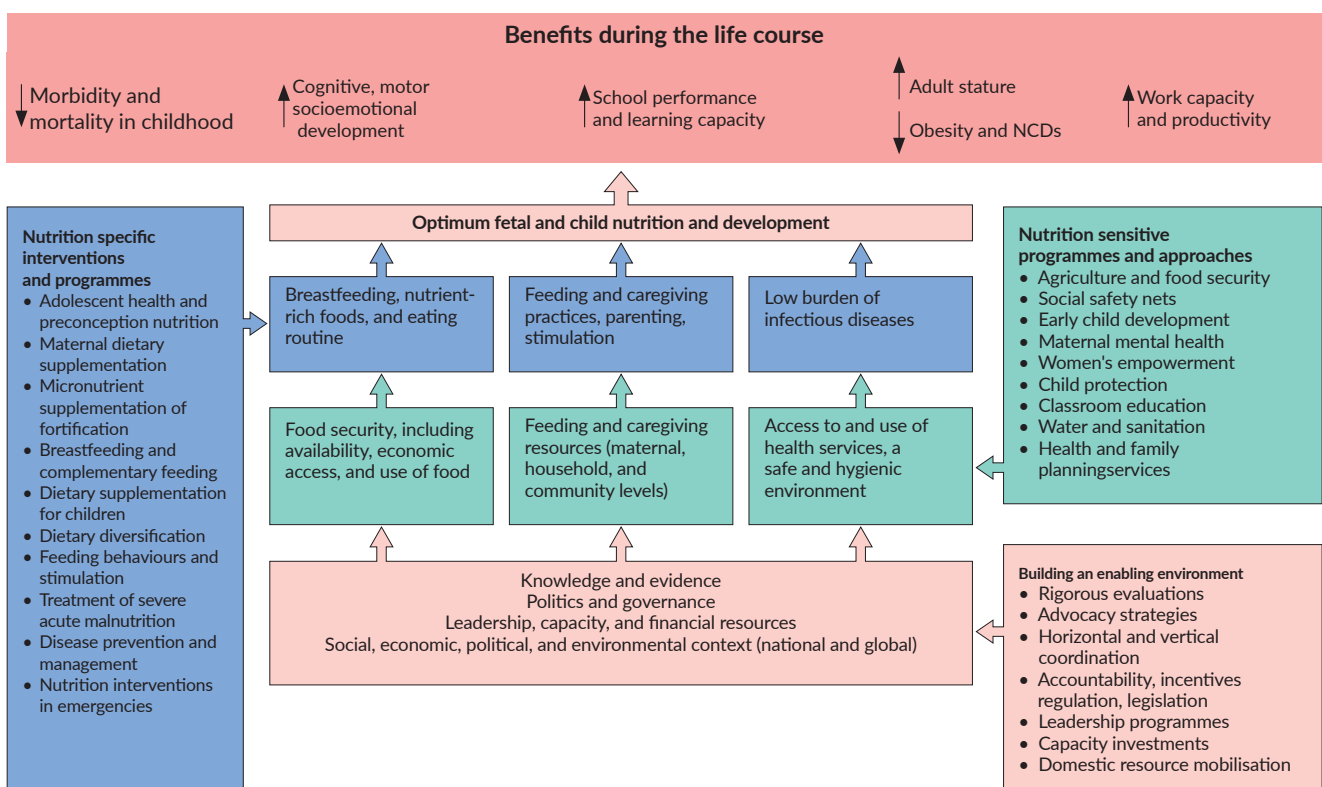 Benefits during the life course
Morbidity and
mortality in childhood
Cognitive, motor
socioemotional
development
School performance
and learning capacity
Adult stature
Obesity and NCDs
Work capacity
and productivity
Optimum fetal and child nutrition and development
Nutrition specific
interventions
and programmes
• Adolescent health and
preconception nutrition
• Maternal dietary
supplementation
• Micronutrient
supplementation of
fortification
• Breastfeeding and
complementary feeding
• Dietary supplementation
for children
• Dietary diversification
• Feeding behaviours and
stimulation
• Treatment of severe
acute malnutrition
• Disease prevention and
management
• Nutrition interventions
in emergencies
Breastfeeding, nutrient-
rich foods, and eating
routine
Feeding and caregiving
practices, parenting,
stimulation
Low burden of
infectious diseases
Food security, including
availability, economic
access, and use of food
Feeding and caregiving
resources (maternal,
household, and
community levels)
Access to and use of
health services, a
safe and hygienic
environment
Knowledge and evidence
Politics and governance
Leadership, capacity, and financial resources
Social, economic, political, and environmental context (national and global)
Nutrition sensitive
programmes and approaches
• Agriculture and food security
• Social safety nets
• Early child development
• Maternal mental health
• Women's empowerment
• Child protection
• Classroom education
• Water and sanitation
• Health and family
planningservices
Building an enabling environment
• Rigorous evaluations
• Advocacy strategies
• Horizontal and vertical
coordination
• Accountability, incentives
regulation, legislation
• Leadership programmes
• Capacity investments
• Domestic resource mobilisation